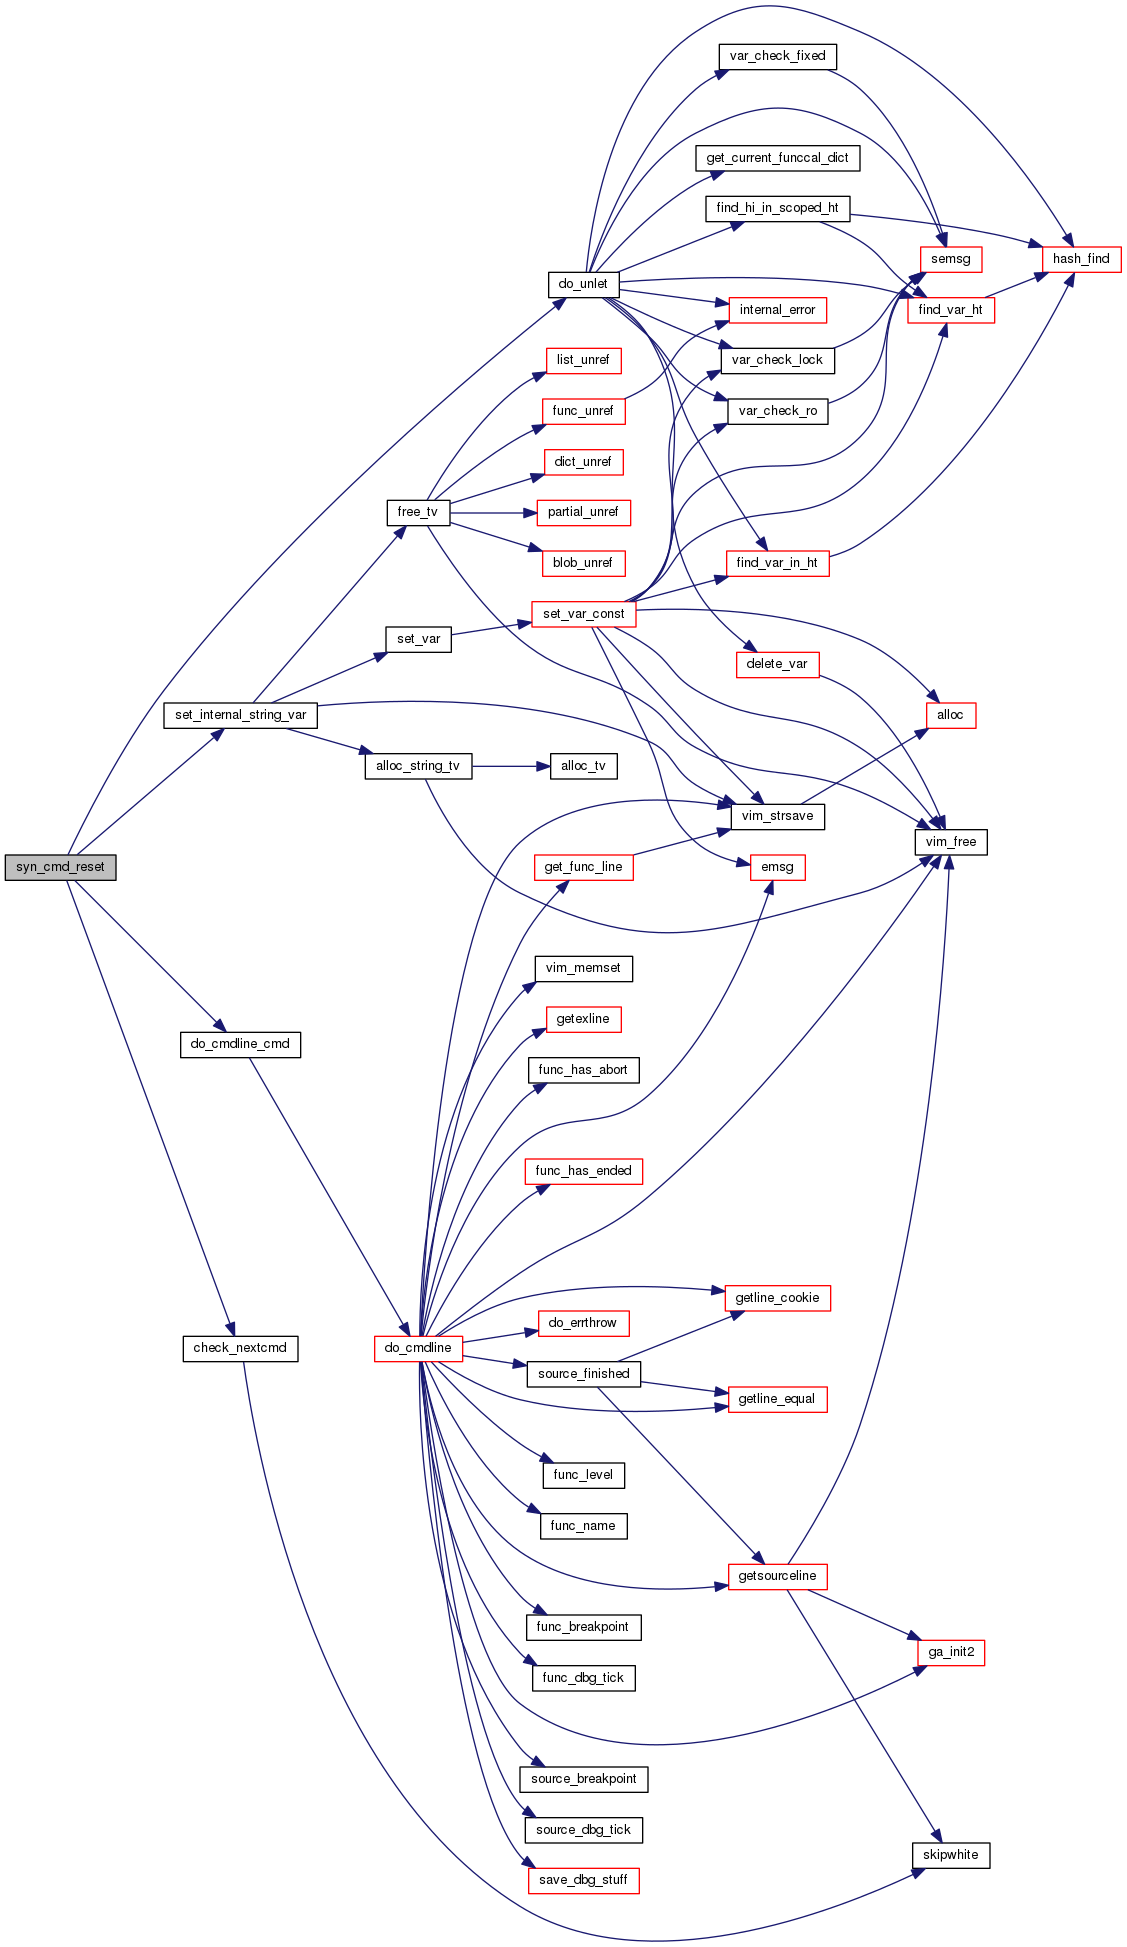 var_check_fixed
get_current_funccal_dict
find_hi_in_scoped_ht
semsg
hash_find
do_unlet
internal_error
find_var_ht
list_unref
var_check_lock
func_unref
var_check_ro
dict_unref
free_tv
partial_unref
blob_unref
find_var_in_ht
set_var_const
set_var
delete_var
set_internal_string_var
alloc
alloc_string_tv
alloc_tv
vim_strsave
vim_free
syn_cmd_reset
get_func_line
emsg
vim_memset
getexline
do_cmdline_cmd
func_has_abort
func_has_ended
getline_cookie
do_errthrow
check_nextcmd
do_cmdline
source_finished
getline_equal
func_level
func_name
getsourceline
func_breakpoint
ga_init2
func_dbg_tick
source_breakpoint
source_dbg_tick
skipwhite
save_dbg_stuff